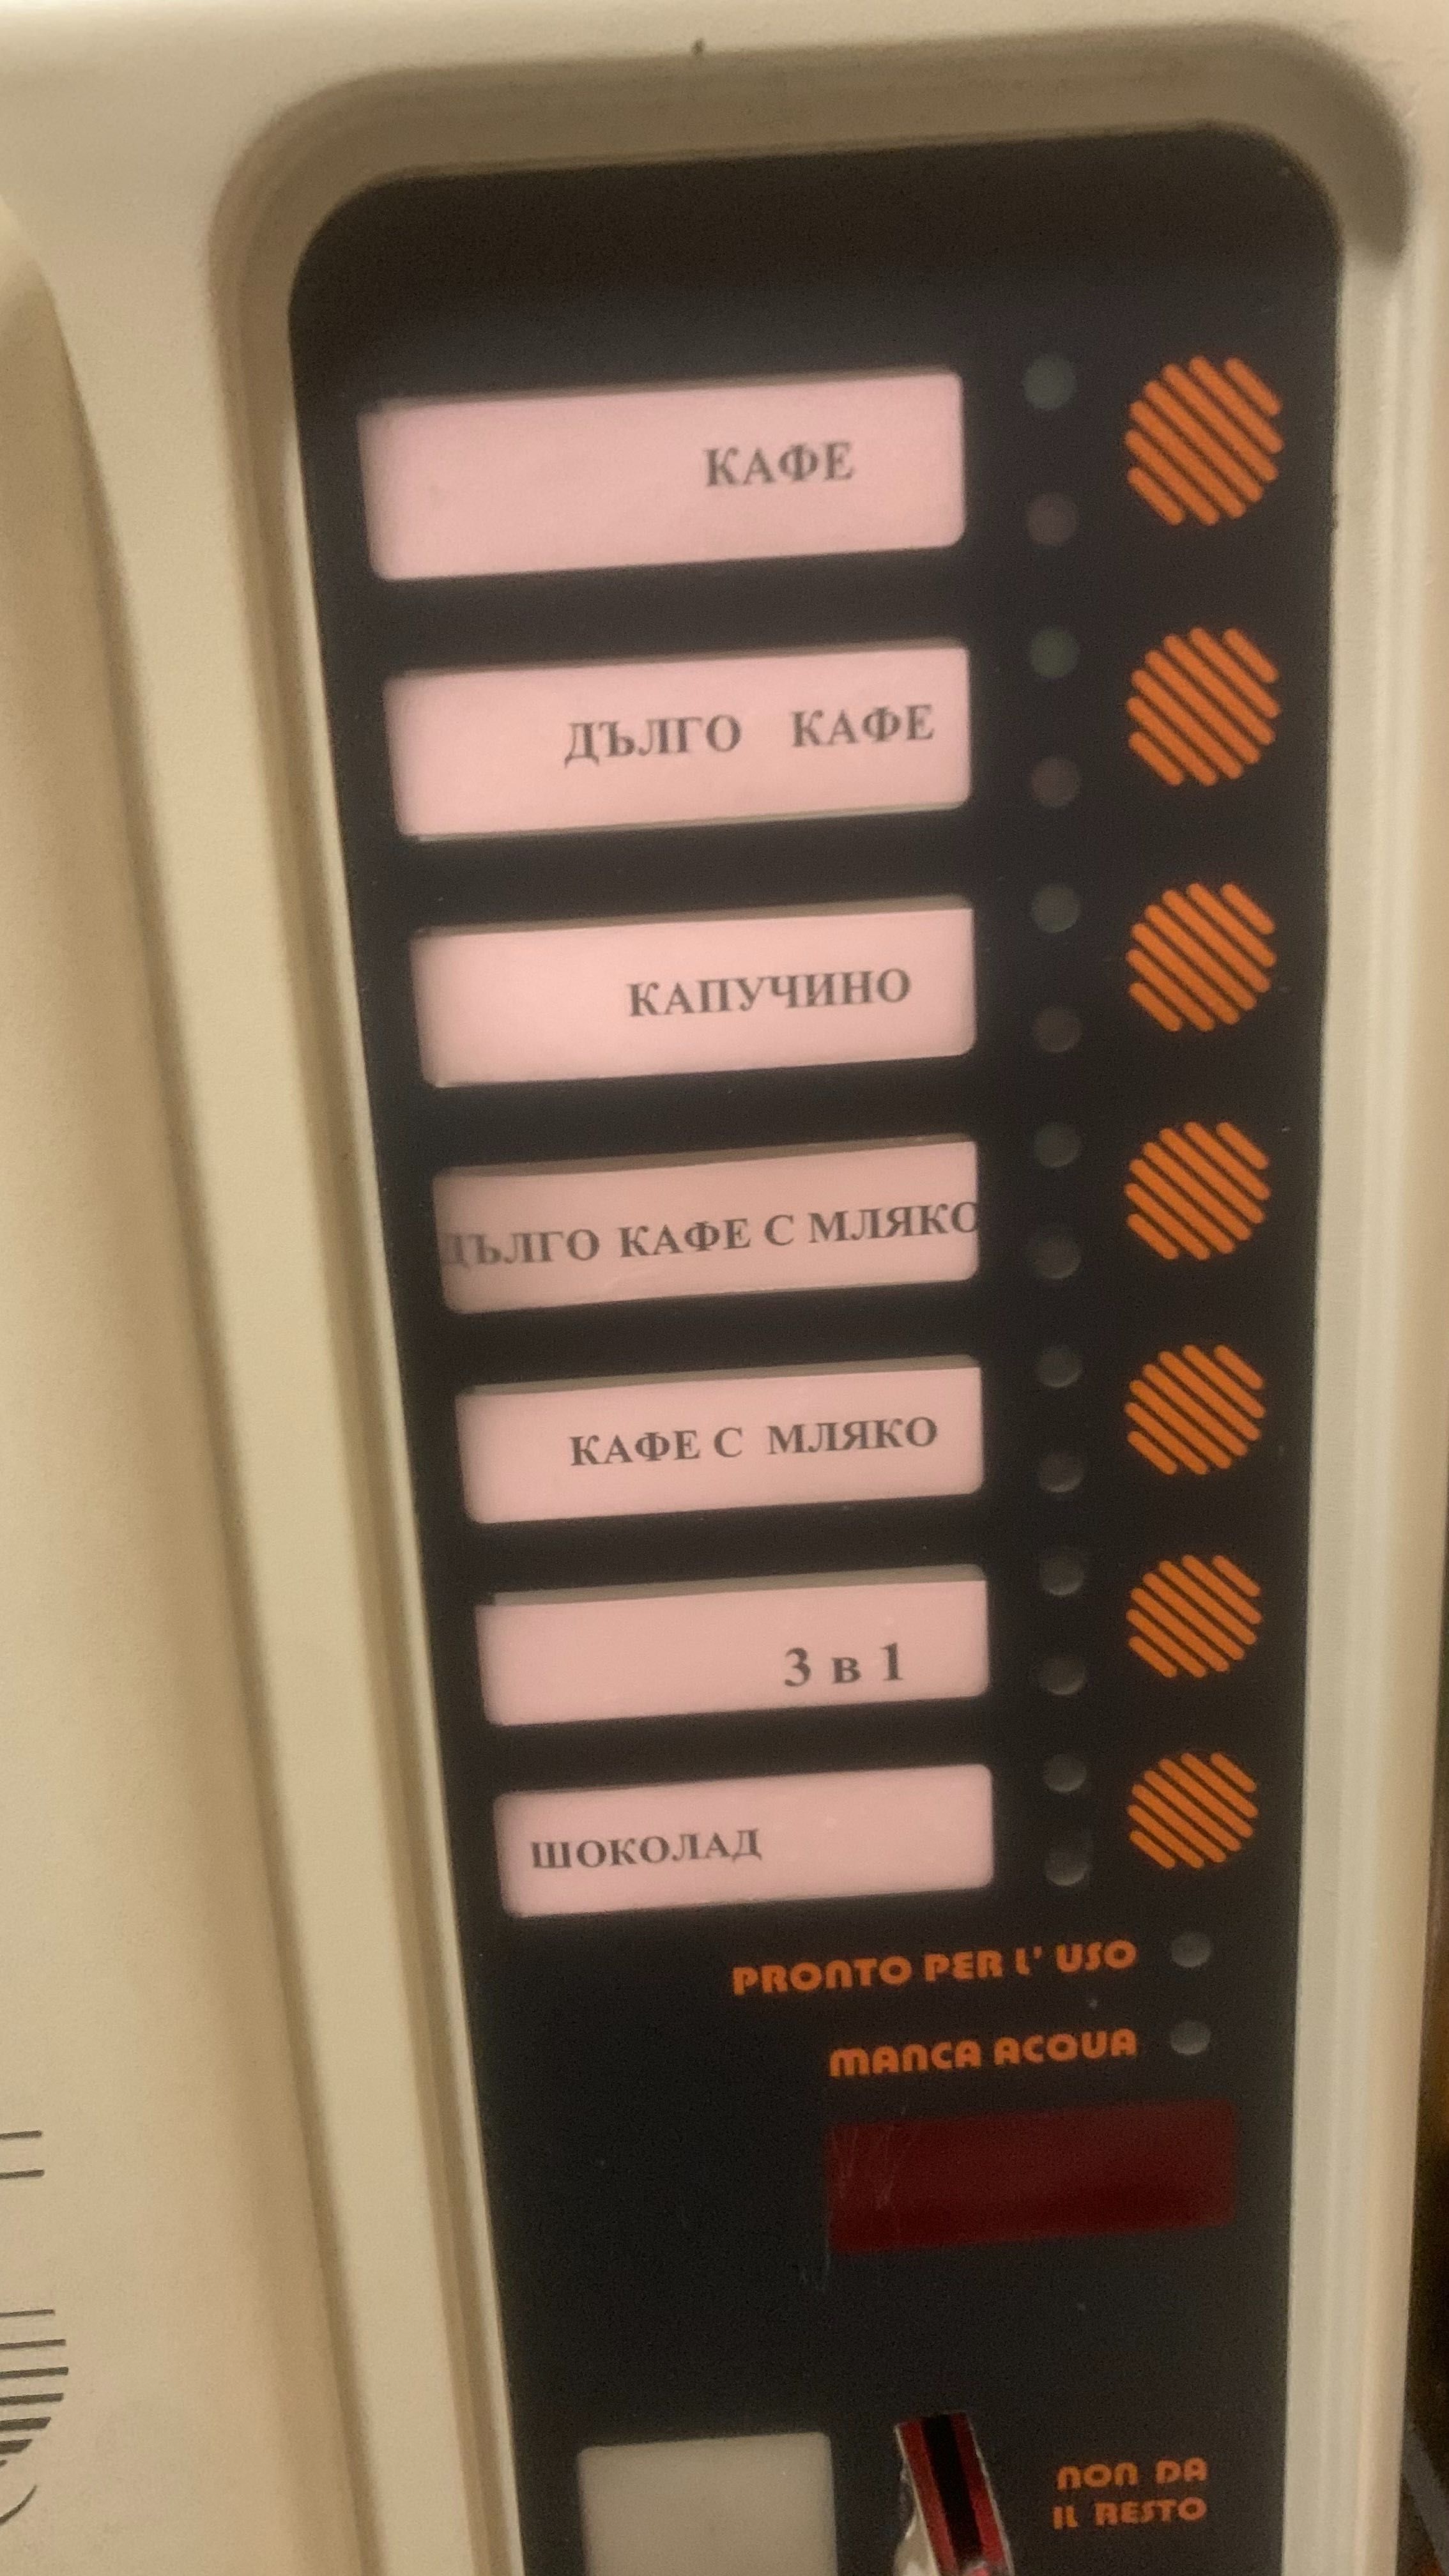 КАФЕ
ДЪЛГО КАФЕ
КАПУЧИНО
ДЪЛГО КАФЕ С МЛЯКО
КАФЕ С МЛЯКО
3 в 1
ШОКОЛАД
PRONTO PER L' USO
MANCA ACQUA
NON DA
IL RESTO